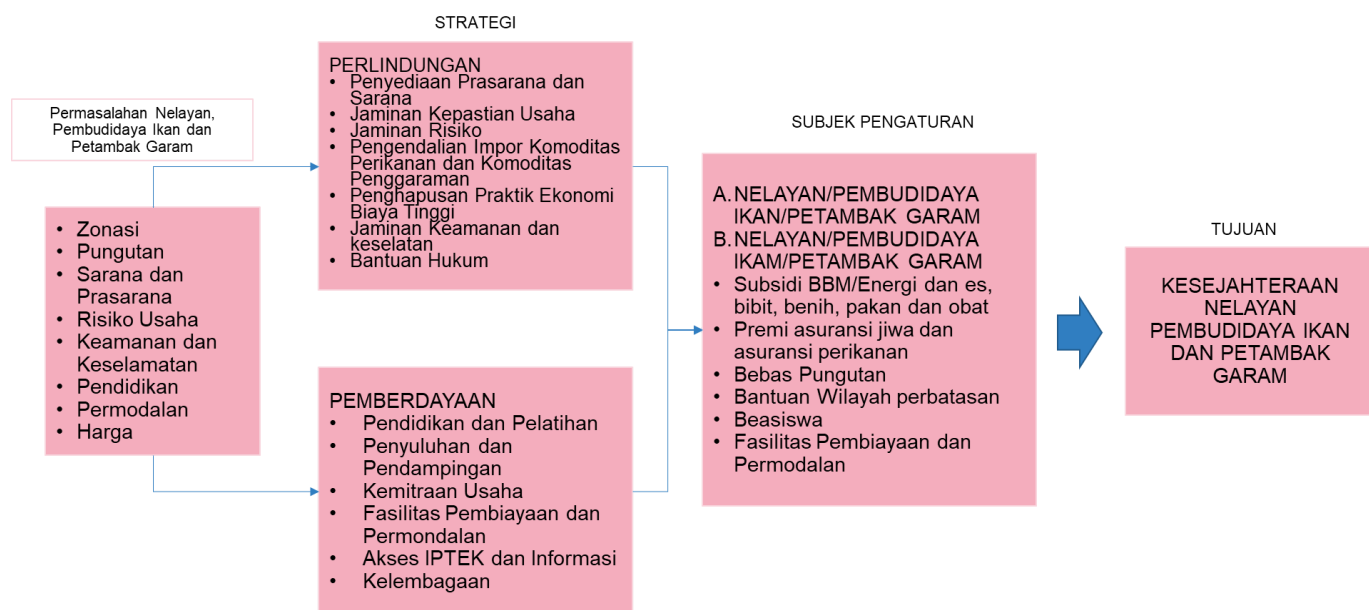 Permasalahan Nelayan,
Pembudidaya Ikan dan
Petambak Garam
• Zonasi
• Pungutan
• Sarana dan
Prasarana
• Risiko Usaha
• Keamanan dan
Keselamatan
• Pendidikan
• Permodalan
• Harga
STRATEGI
PERLINDUNGAN
• Penyediaan Prasarana dan
Sarana
• Jaminan Kepastian Usaha
• Jaminan Risiko
• Pengendalian Impor Komoditas
Perikanan dan Komoditas
Penggaraman
• Penghapusan Praktik Ekonomi
Biaya Tinggi
• Jaminan Keamanan dan
keselatan
• Bantuan Hukum
PEMBERDAYAAN
• Pendidikan dan Pelatihan
• Penyuluhan dan
Pendampingan
• Kemitraan Usaha
• Fasilitas Pembiayaan dan
Permondalan
• Akses IPTEK dan Informasi
• Kelembagaan
SUBJEK PENGATURAN
A. NELAYAN/PEMBUDIDAYA
IKAN/PETAMBAK GARAM
B. NELAYAN/PEMBUDIDAYA
IKAM/PETAMBAK GARAM
• Subsidi BBM/Energi dan es,
bibit, benih, pakan dan obat
• Premi asuransi jiwa dan
asuransi perikanan
• Bebas Pungutan
• Bantuan Wilayah perbatasan
• Beasiswa
• Fasilitas Pembiayaan dan
Permodalan
TUJUAN
KESEJAHTERAAN
NELAYAN
PEMBUDIDAYA IKAN
DAN PETAMBAK
GARAM